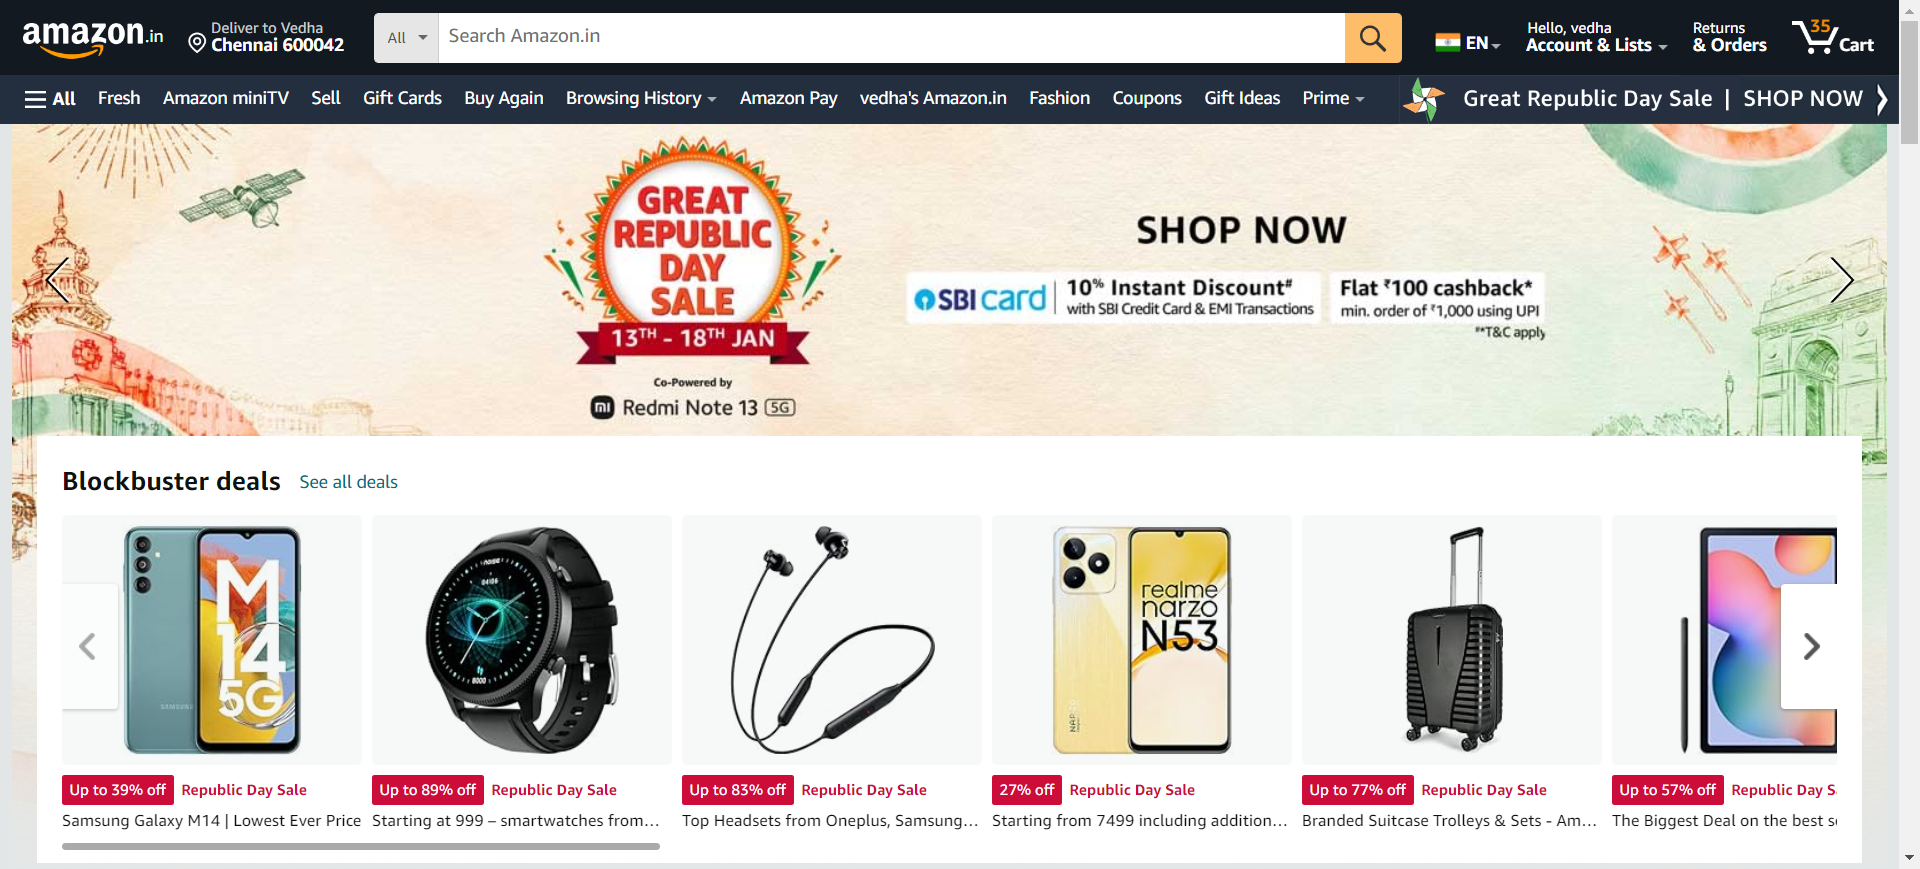 amazon.in
Deliver to Vedha
Chennai 600042
All
Search Amazon.in
EN
Hello, vedha
Account & Lists
Returns
& Orders
35
Cart
All
Fresh
Amazon miniTV
Sell
Gift Cards
Buy Again
Browsing History
Amazon Pay
vedha's Amazon.in
Fashion
Coupons
Gift Ideas
Prime
Great Republic Day Sale | SHOP NOW
GREAT
REPUBLIC
DAY
SALE
13TH - 18TH JAN
Co-Powered by
mi Redmi Note 13 5G
SHOP NOW
SBI card
10% Instant Discount#
with SBI Credit Card & EMI Transactions
Flat ₹100 cashback*
min. order of ₹1,000 using UPI
#*T&C apply
Blockbuster deals
See all deals
M
14
5G
SAMSUNG
noise
04/06
8000
realme
narzo
N53
Up to 39% off
Republic Day Sale
Samsung Galaxy M14 | Lowest Ever Price
Up to 89% off
Republic Day Sale
Starting at 999 – smartwatches from...
Up to 83% off
Republic Day Sale
Top Headsets from Oneplus, Samsung...
27% off
Republic Day Sale
Starting from 7499 including addition...
Up to 77% off
Republic Day Sale
Branded Suitcase Trolleys & Sets - Am...
Up to 57% off
Republic Day S
The Biggest Deal on the best s